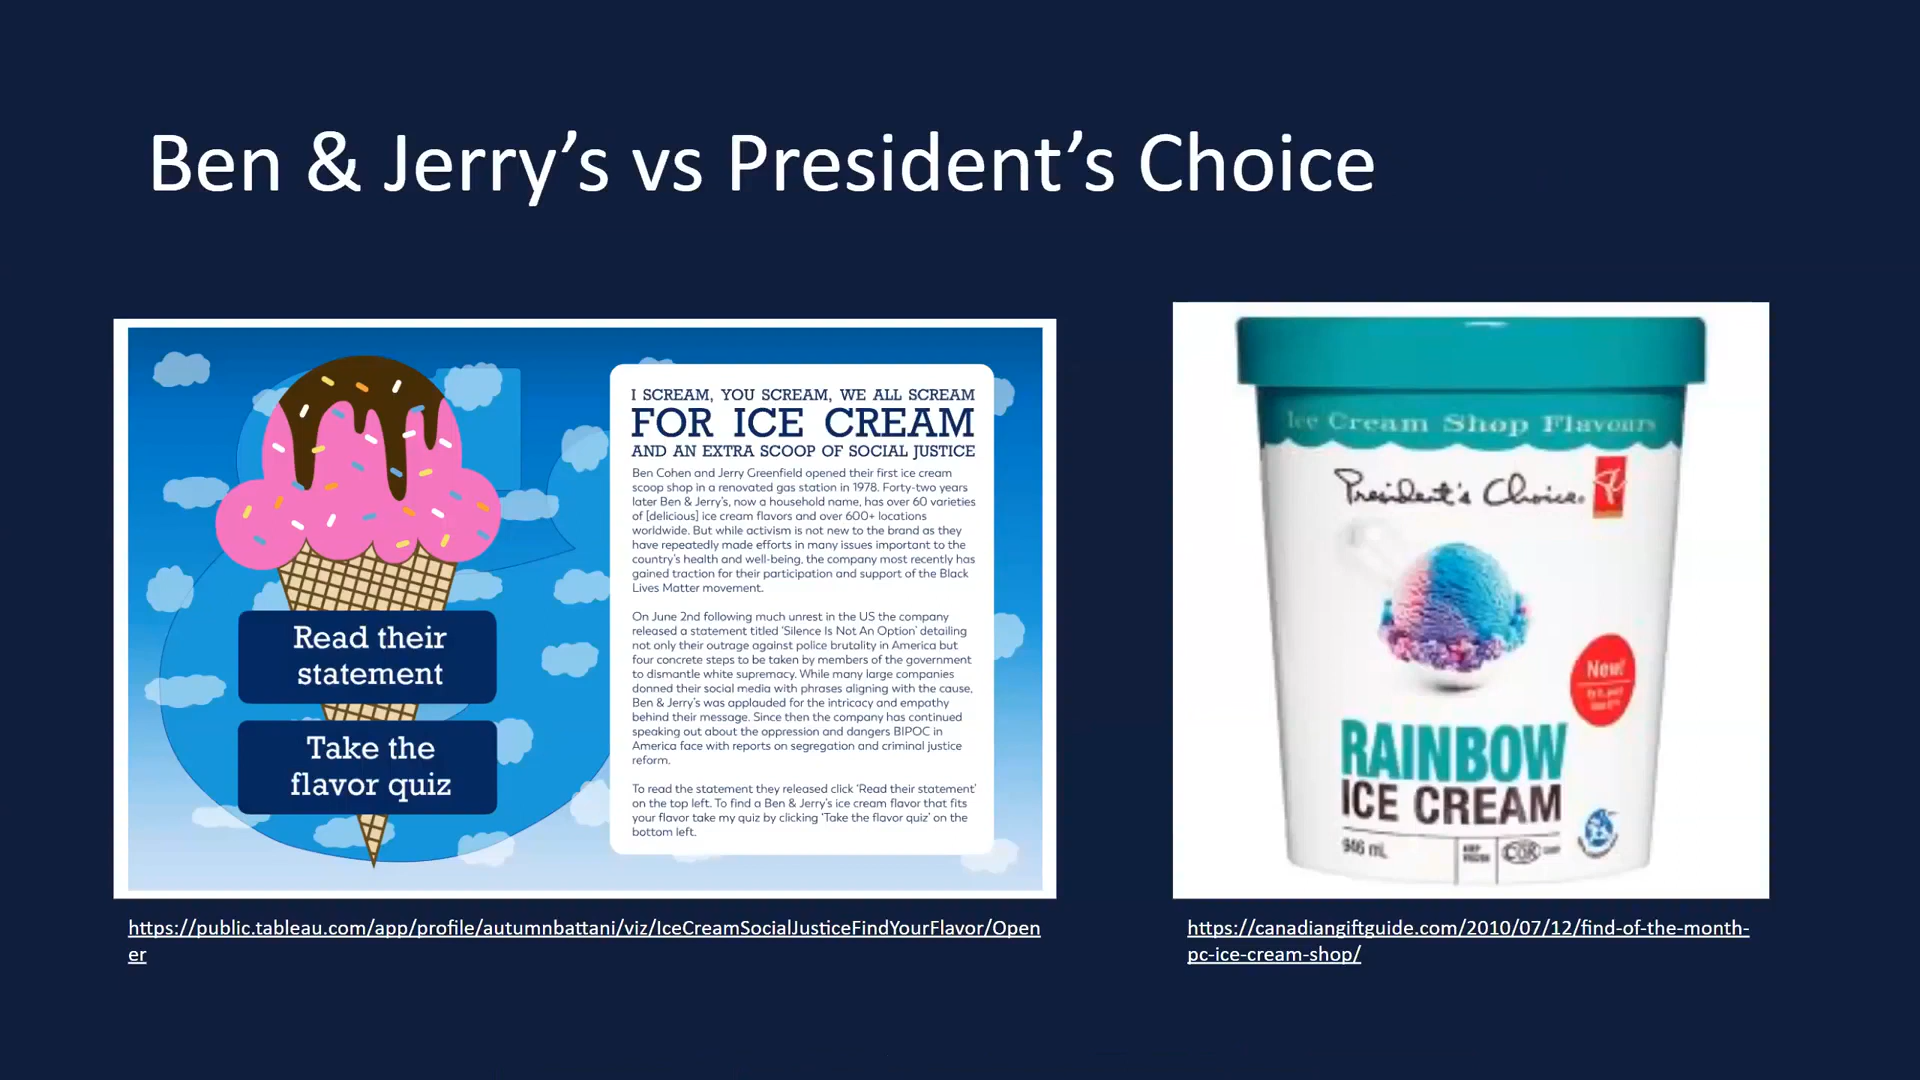 Ben & Jerry’s vs President’s Choice
Read their
statement
Take the
flavor quiz
I SCREAM, YOU SCREAM, WE ALL SCREAM
FOR ICE CREAM
AND AN EXTRA SCOOP OF SOCIAL JUSTICE
Ben Cohen and Jerry Greenfield opened their first ice cream
scoop shop in a renovated gas station in 1978. Forty-two years
later Ben & Jerry's, now a household name, has over 60 varieties
of [delicious] ice cream flavors and over 600+ locations
worldwide. But while activism is not new to the brand as they
have repeatedly made efforts in many issues important to the
country's health and well-being, the company most recently has
gained traction for their participation and support of the Black
Lives Matter movement.
On June 2nd following much unrest in the US the company
released a statement titled 'Silence Is Not An Option' detailing
not only their outrage against police brutality in America but
four concrete steps to be taken by members of the government
to dismantle white supremacy. While many large companies
donned their social media with phrases aligning with the cause,
Ben & Jerry's was applauded for the intricacy and empathy
behind their message. Since then the company has continued
speaking out about the oppression and dangers BIPOC in
America face with reports on segregation and criminal justice
reform.
To read the statement they released click 'Read their statement'
on the top left. To find a Ben & Jerry's ice cream flavor that fits
your flavor take my quiz by clicking 'Take the flavor quiz' on the
bottom left.
https://public.tableau.com/app/profile/autumnbattani/viz/IceCreamSocialJusticeFindYourFlavor/Open
er
Ice Cream Shop Flavours
President's Choice
New!
RAINBOW
ICE CREAM
946 mL
COR
https://canadiangiftguide.com/2010/07/12/find-of-the-month-
pc-ice-cream-shop/